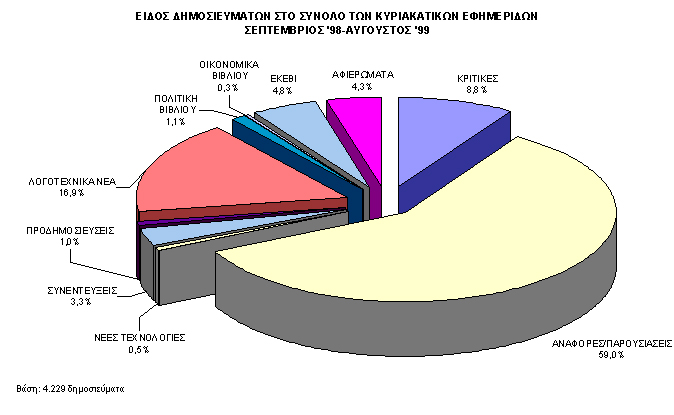 ΕΙΔΟΣ ΔΗΜΟΣΙΕΥΜΑΤΩΝ ΣΤΟ ΣΥΝΟΛΟ ΤΩΝ ΚΥΡΙΑΚΑΤΙΚΩΝ ΕΦΗΜΕΡΙΔΩΝ
ΣΕΠΤΕΜΒΡΙΟΣ '98-ΑΥΓΟΥΣΤΟΣ '99
ΟΙΚΟΝΟΜΙΚΑ
ΒΙΒΛΙΟΥ
0,3%
ΕΚΕΒΙ
4,8%
ΑΦΙΕΡΩΜΑΤΑ
4,3%
ΚΡΙΤΙΚΕΣ
8,8%
ΠΟΛΙΤΙΚΗ
ΒΙΒΛΙΟΥ
1,1%
ΛΟΓΟΤΕΧΝΙΚΑ ΝΕΑ
16,9%
ΠΡΟΔΗΜΟΣΙΕΥΣΕΙΣ
1,0%
ΣΥΝΕΝΤΕΥΞΕΙΣ
3,3%
ΝΕΕΣ ΤΕΧΝΟΛΟΓΙΕΣ
0,5%
ΑΝΑΦΟΡΕΣ/ΠΑΡΟΥΣΙΑΣΕΙΣ
59,0%
Βάση: 4.229 δημοσιεύματα